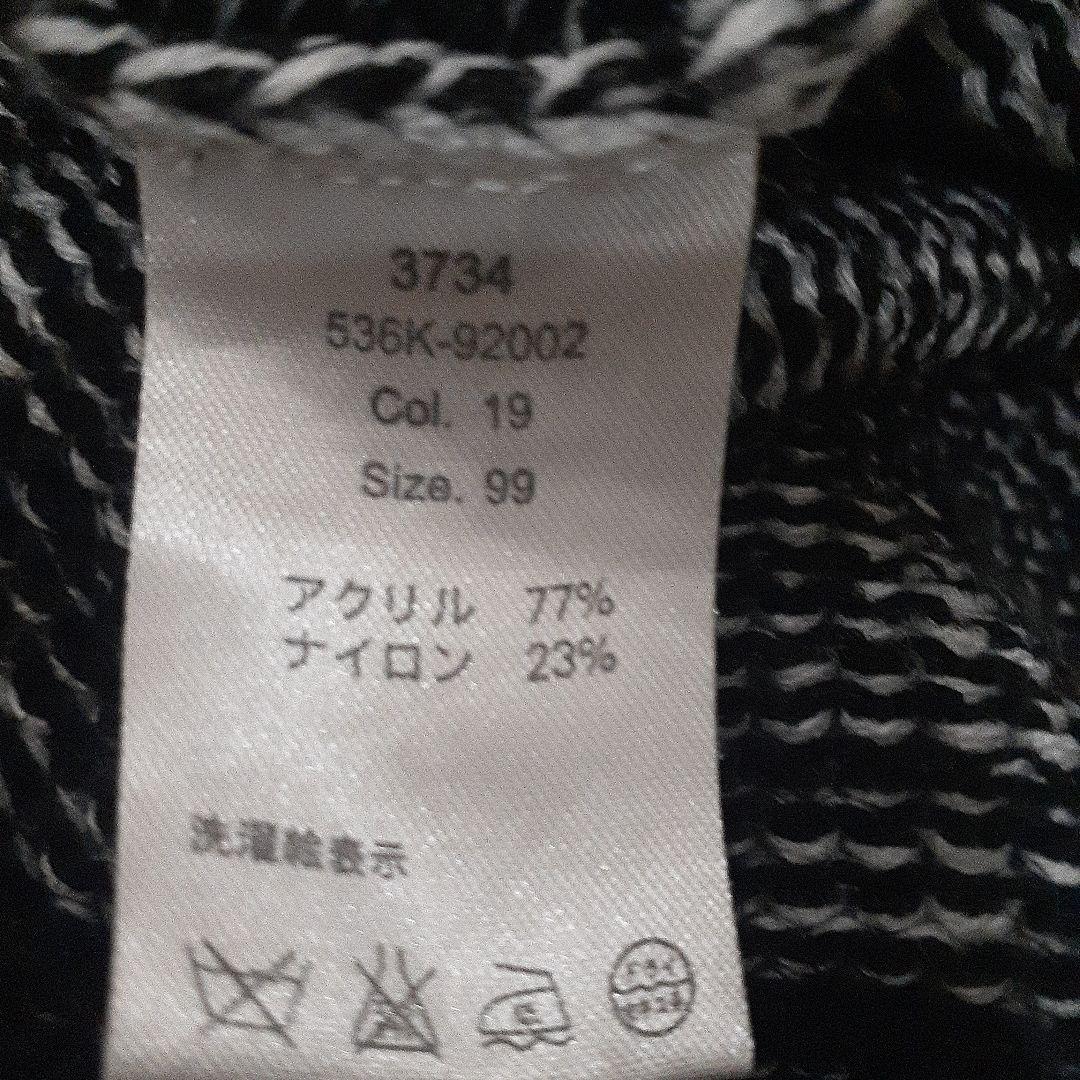 3734
536K-92002
Col. 19
Size. 99
アクリル 77%
ナイロン 23%
洗濯絵表示